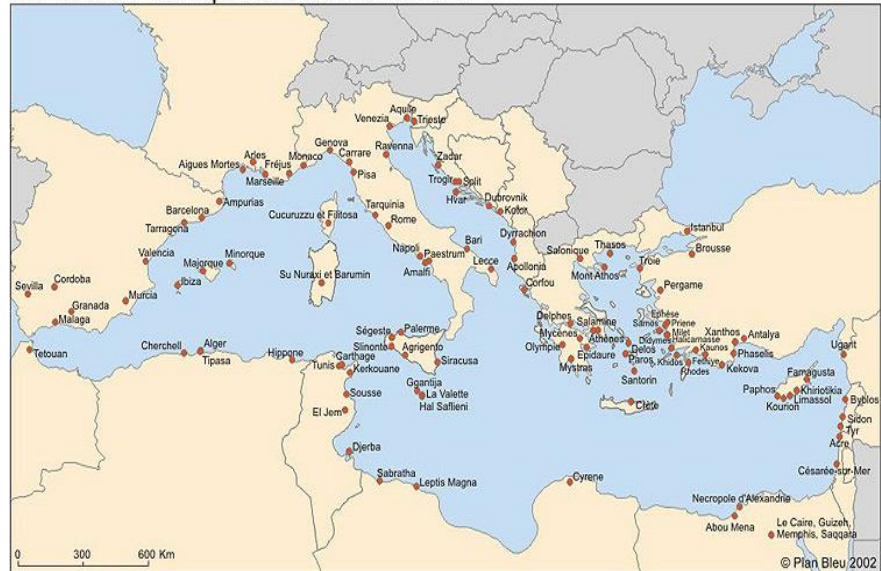 Venezia
Aquile
Trieste
Genova
Carrare
Ravenna
Pisa
Arles
Fréjus
Monaco
Aigues Mortes
Marseille
Zadar
Trogir
Split
Hvar
Dubrovnik
Kotor
Ampurias
Barcelona
Tarragona
Cucuruzzu et Filitosa
Tarquinia
Rome
Dyrrachion
Istanbul
Valencia
Majorque
Minorque
Ibiza
Su Nuraxi et Barumin
Napoli
Paestrum
Amalfi
Bari
Lecce
Apollonia
Corfou
Salonique
Thasos
Mont Athos
Troie
Brousse
Pergame
Sevilla
Cordoba
Granada
Malaga
Murcia
Delphes
Salamine
Mycènes
Athènes
Olympie
Epidaure
Mystras
Ephèse
Samos
Priene
Milet
Didymes
Halicarnasse
Delos
Paros
Santorin
Khidos
Kaunos
Fethiye
Rhodes
Xanthos
Antalya
Phaselis
Kekova
Tetouan
Cherchell
Alger
Tipasa
Hippone
Ségeste
Palerme
Slinonte
Agrigento
Siracusa
Tunis
Garthage
Kerkouane
Ggantija
La Valette
Hal Saflieni
Sousse
El Jem
Djerba
Crète
Ugarit
Famagusta
Paphos
Khiriotikia
Limassol
Kourion
Byblos
Sidon
Tyr
Acre
Césarée-sur-Mer
Sabratha
Leptis Magna
Cyrene
Necropole d'Alexandrie
Abou Mena
Le Caire, Guizeh,
Memphis, Saqqara
0 300 600 Km
© Plan Bleu 2002